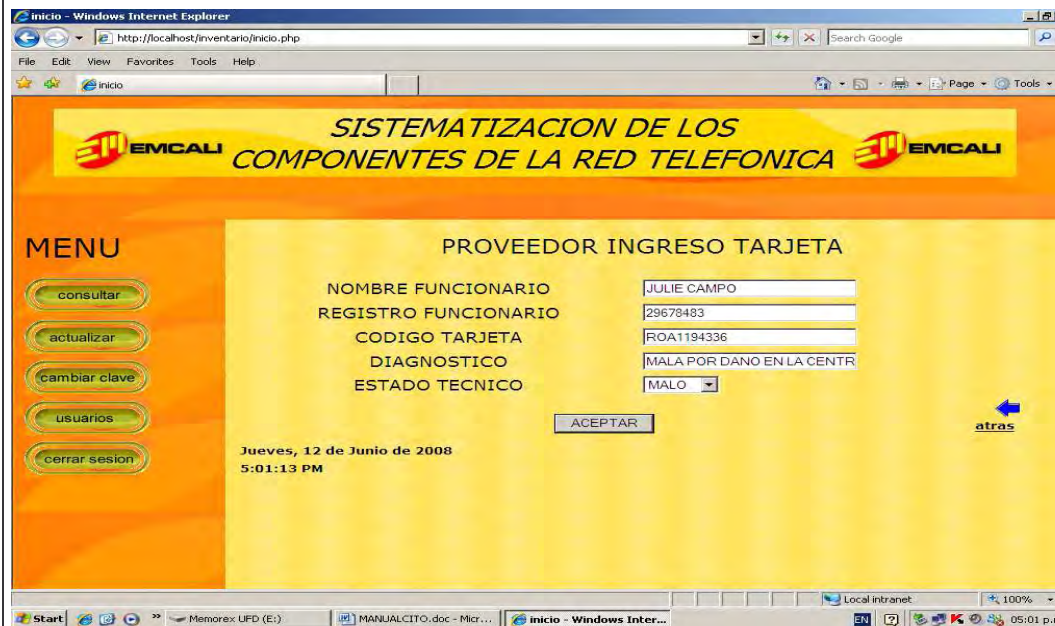 inicio - Windows Internet Explorer
http://localhost/inventario/inicio.php
Search Google
File Edit View Favorites Tools Help
inicio
Page Tools
EMCALI
SISTEMATIZACION DE LOS
COMPONENTES DE LA RED TELEFONICA
EMCALI
MENU
consultar
actualizar
cambiar clave
usuarios
cerrar sesion
PROVEEDOR INGRESO TARJETA
NOMBRE FUNCIONARIO JULIE CAMPO
REGISTRO FUNCIONARIO 29678483
CODIGO TARJETA ROA1194336
DIAGNOSTICO MALA POR DANO EN LA CENTR
ESTADO TECNICO MALO
ACEPTAR
atras
Jueves, 12 de Junio de 2008
5:01:13 PM
Local intranet 100%
Start » Memorex UFD (E:) MANUALCITO.doc - Micr... inicio - Windows Inter... EN 05:01 p.